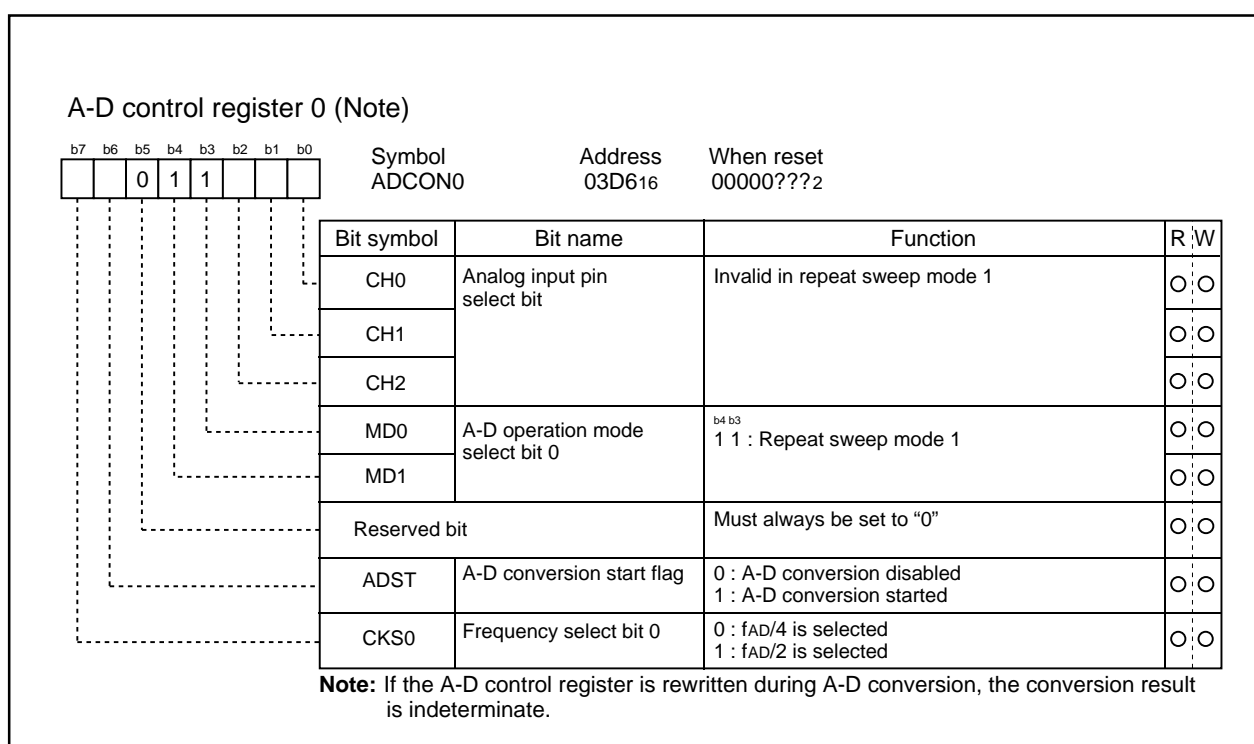 A-D control register 0 (Note)
b7 b6 b5 b4 b3 b2 b1 b0
0 1 1
Symbol Address When reset
ADCON0 03D616 00000???2
Bit symbol Bit name Function R W
CH0 Analog input pin Invalid in repeat sweep mode 1
select bit
CH1
CH2
MD0 A-D operation mode
select bit 0
b4 b3
1 1 : Repeat sweep mode 1
MD1
Reserved bit Must always be set to “0”
ADST A-D conversion start flag 0 : A-D conversion disabled
1 : A-D conversion started
CKS0 Frequency select bit 0 0 : fAD/4 is selected
1 : fAD/2 is selected
Note: If the A-D control register is rewritten during A-D conversion, the conversion result
is indeterminate.